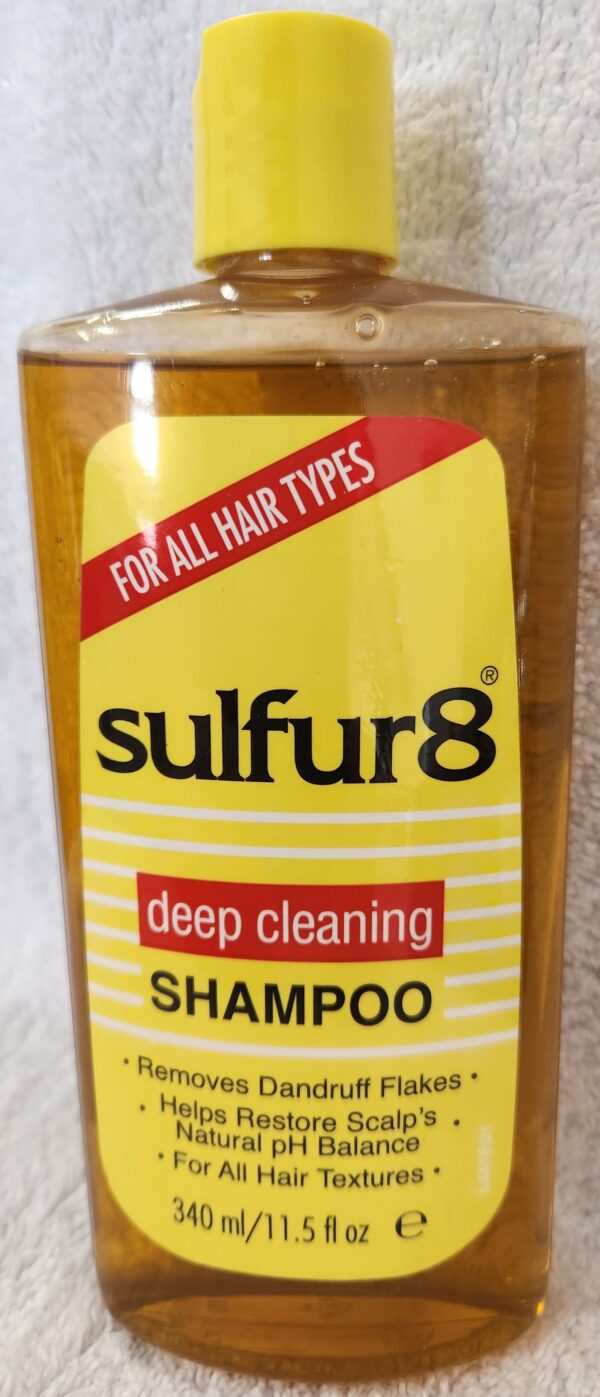 FOR ALL HAIR TYPES
sulfur8®
deep cleaning
SHAMPOO
• Removes Dandruff Flakes •
• Helps Restore Scalp's •
Natural pH Balance
• For All Hair Textures •
340 ml/11.5 fl oz ℮